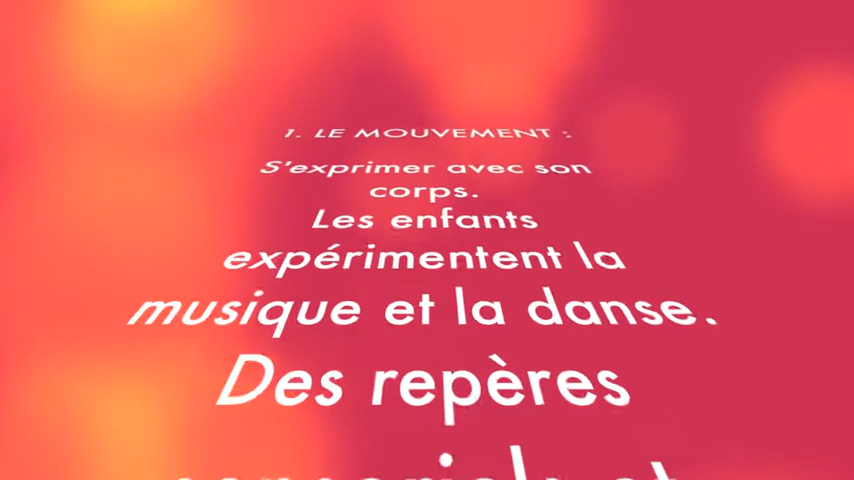 1. LE MOUVEMENT :
S'exprimer avec son
corps.
Les enfants
expérimentent la
musique et la danse.
Des repères